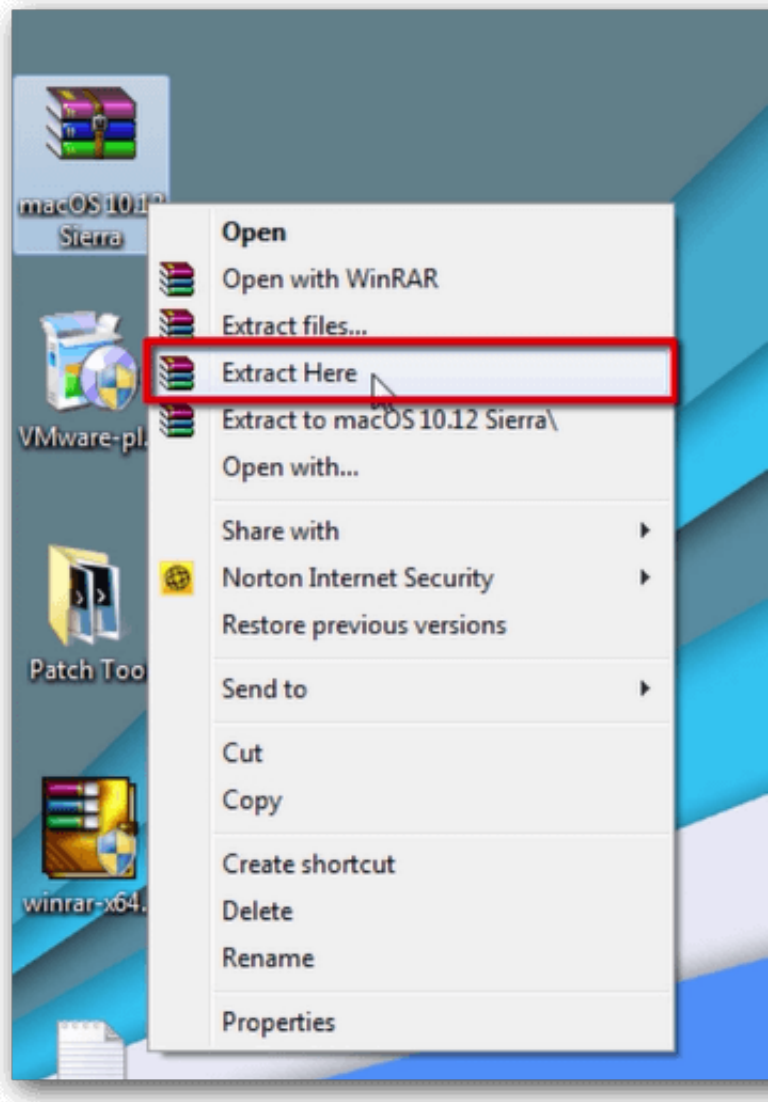 macOS 10.12
Sierra
VMware-pl.
Patch Too
winrar-x64.
Open
Open with WinRAR
Extract files...
Extract Here
Extract to macOS 10.12 Sierra\
Open with...
Share with
Norton Internet Security
Restore previous versions
Send to
Cut
Copy
Create shortcut
Delete
Rename
Properties